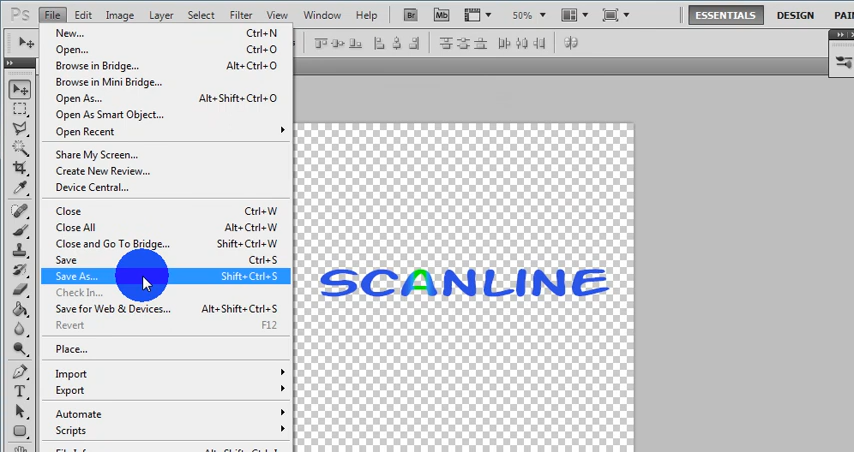 Ps File Edit Image Layer Select Filter View Window Help Br Mb 50% ESSENTIALS DESIGN PAIN
New... Ctrl+N
Open... Ctrl+O
Browse in Bridge... Alt+Ctrl+O
Browse in Mini Bridge...
Open As... Alt+Shift+Ctrl+O
Open As Smart Object...
Open Recent
Share My Screen...
Create New Review...
Device Central...
Close Ctrl+W
Close All Alt+Ctrl+W
Close and Go To Bridge... Shift+Ctrl+W
Save Ctrl+S
Save As... Shift+Ctrl+S
Check In...
Save for Web & Devices... Alt+Shift+Ctrl+S
Revert F12
Place...
Import
Export
Automate
Scripts
SCANLINE